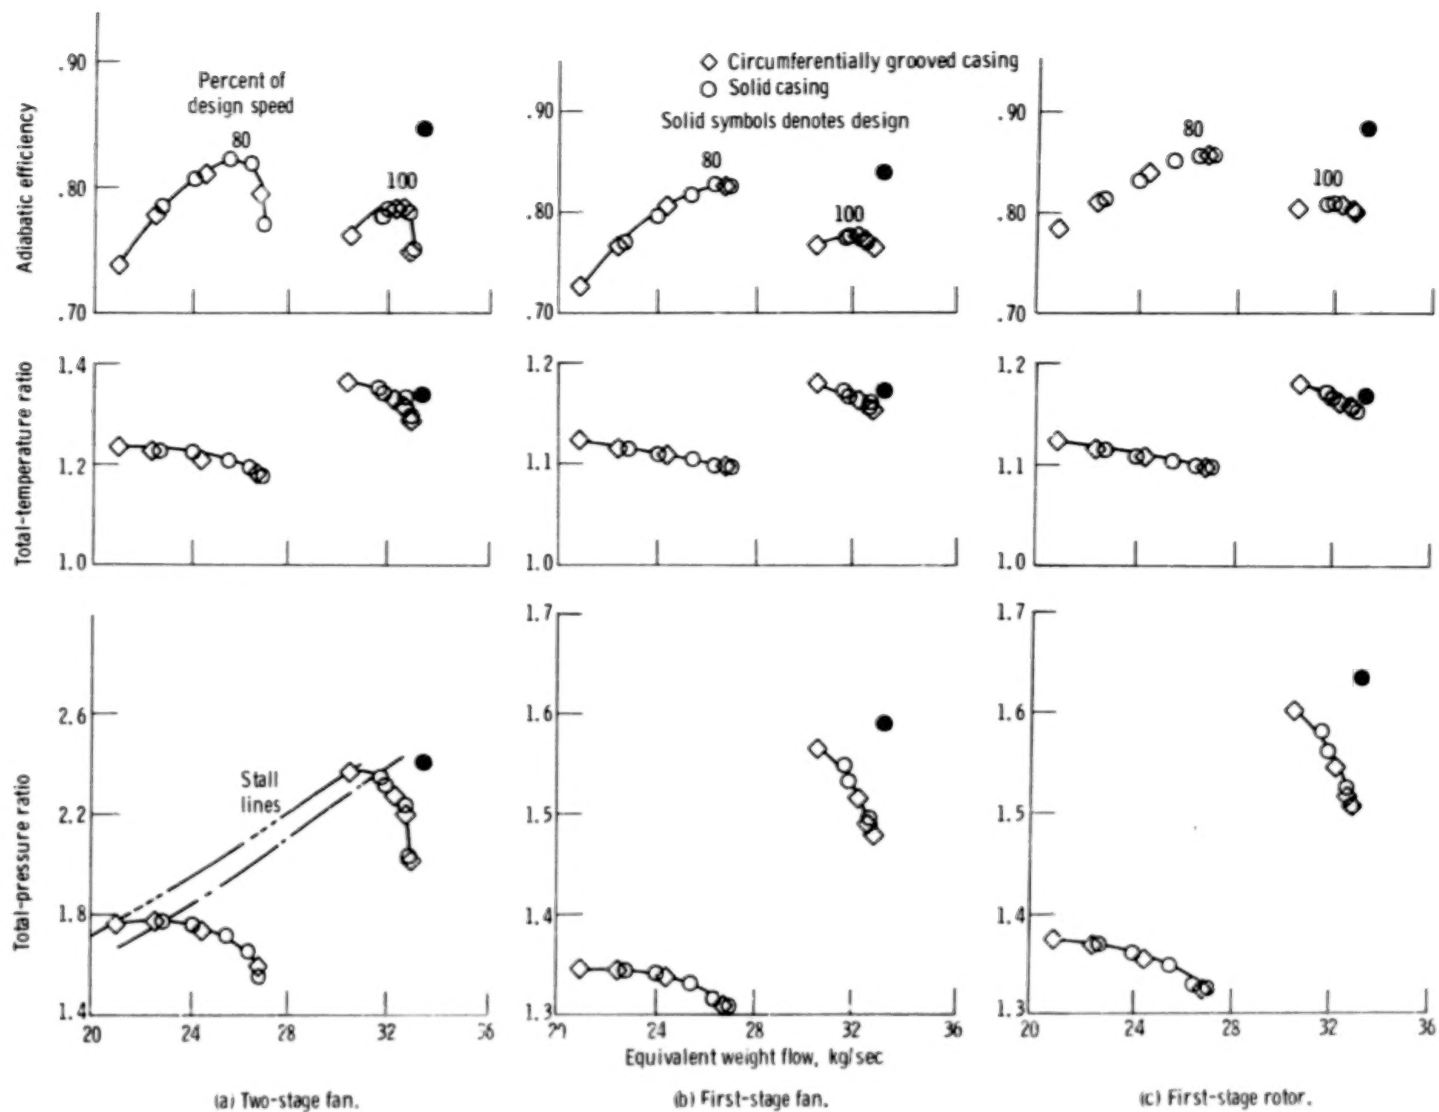 Circumferentially grooved casing
Solid casing
Solid symbols denotes design
Adiabatic efficiency
.90
.80
.70
Percent of
design speed
80
100
.90
.80
.70
80
100
.90
.80
.70
80
100
Total-temperature ratio
1.4
1.2
1.0
1.2
1.1
1.0
1.2
1.1
1.0
Total-pressure ratio
2.6
2.2
1.8
1.4
Stall
lines
1.7
1.6
1.5
1.4
1.3
1.7
1.6
1.5
1.4
1.3
20 24 28 32
24 28 32 36
20 24 28 32 36
Equivalent weight flow, kg/sec
(a) Two-stage fan.
(b) First-stage fan.
(c) First-stage rotor.